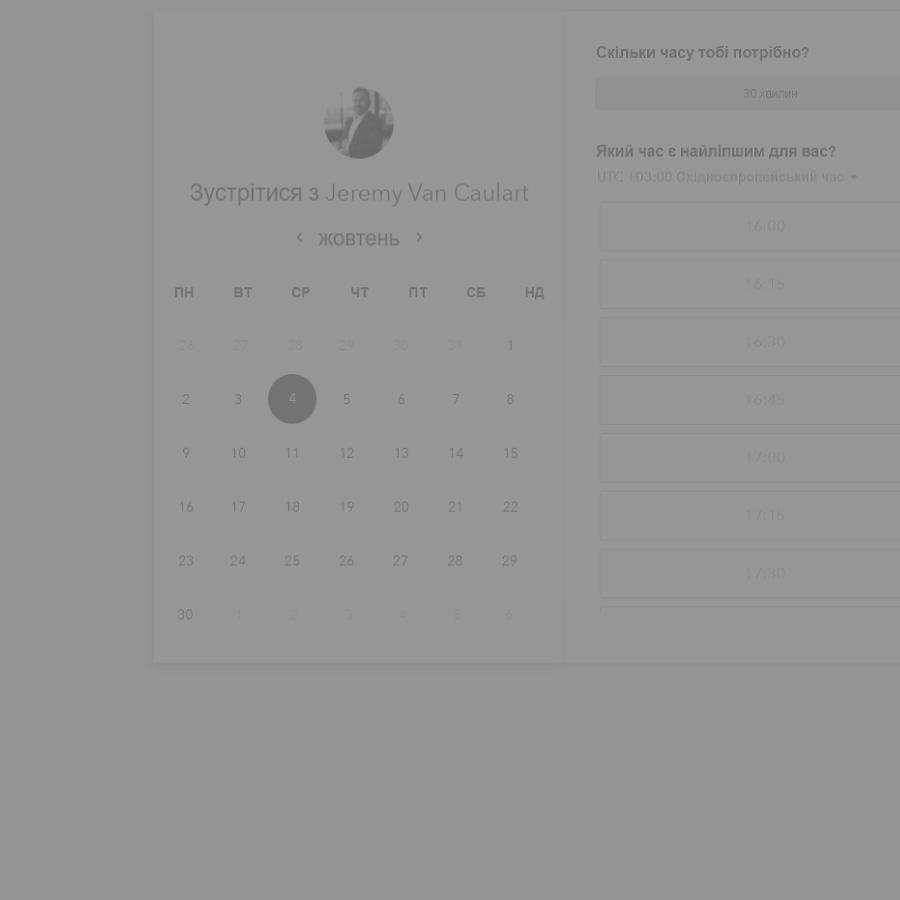 Зустрітися з Jeremy Van Caulart
жовтень
ПН ВТ СР ЧТ ПТ СБ НД
26 27 28 29 30 31 1
2 3 4 5 6 7 8
9 10 11 12 13 14 15
16 17 18 19 20 21 22
23 24 25 26 27 28 29
30 1 2 3 4 5 6
Скільки часу тобі потрібно?
30 хвилин
Який час є найліпшим для вас?
UTC +03:00 Східноєвропейський час
16:00
16:15
16:30
16:45
17:00
17:15
17:30